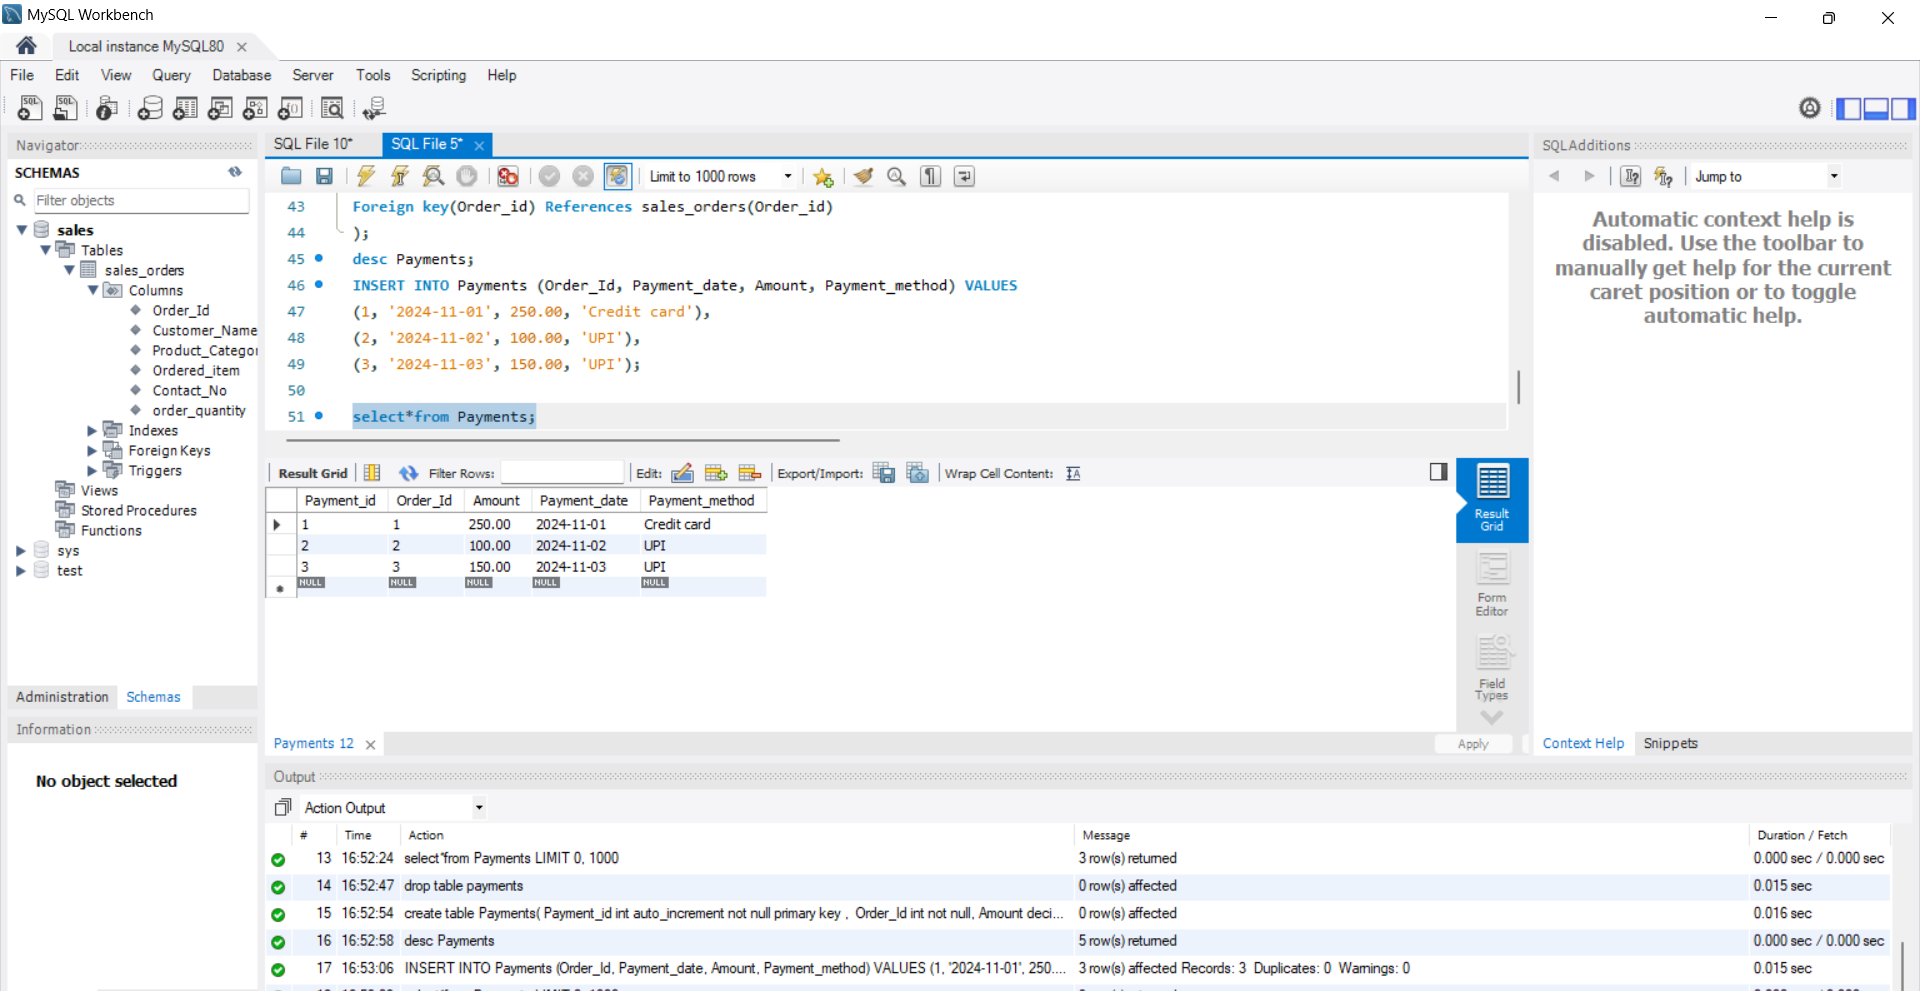 MySQL Workbench
Local instance MySQL80
File Edit View Query Database Server Tools Scripting Help
Navigator
SCHEMAS
Filter objects
sales
Tables
sales_orders
Columns
Order_Id
Customer_Name
Product_Categor
Ordered_item
Contact_No
order_quantity
Indexes
Foreign Keys
Triggers
Views
Stored Procedures
Functions
sys
test
Administration Schemas
Information
No object selected
SQL File 10* SQL File 5*
Limit to 1000 rows
43 Foreign key(Order_id) References sales_orders(Order_id)
44 );
45 desc Payments;
46 INSERT INTO Payments (Order_Id, Payment_date, Amount, Payment_method) VALUES
47 (1, '2024-11-01', 250.00, 'Credit card'),
48 (2, '2024-11-02', 100.00, 'UPI'),
49 (3, '2024-11-03', 150.00, 'UPI');
50
51 select*from Payments;
Result Grid Filter Rows: Edit: Export/Import: Wrap Cell Content:
Payment_id Order_Id Amount Payment_date Payment_method
1 1 250.00 2024-11-01 Credit card
2 2 100.00 2024-11-02 UPI
3 3 150.00 2024-11-03 UPI
NULL NULL NULL NULL NULL
Result
Grid
Form
Editor
Field
Types
Payments 12
Apply
SQLAdditions
Jump to
Automatic context help is
disabled. Use the toolbar to
manually get help for the current
caret position or to toggle
automatic help.
Context Help Snippets
Output
Action Output
# Time Action Message Duration / Fetch
13 16:52:24 select*from Payments LIMIT 0, 1000 3 row(s) returned 0.000 sec / 0.000 sec
14 16:52:47 drop table payments 0 row(s) affected 0.015 sec
15 16:52:54 create table Payments( Payment_id int auto_increment not null primary key , Order_Id int not null, Amount deci... 0 row(s) affected 0.016 sec
16 16:52:58 desc Payments 5 row(s) returned 0.000 sec / 0.000 sec
17 16:53:06 INSERT INTO Payments (Order_Id, Payment_date, Amount, Payment_method) VALUES (1, '2024-11-01', 250.... 3 row(s) affected Records: 3 Duplicates: 0 Warnings: 0 0.015 sec